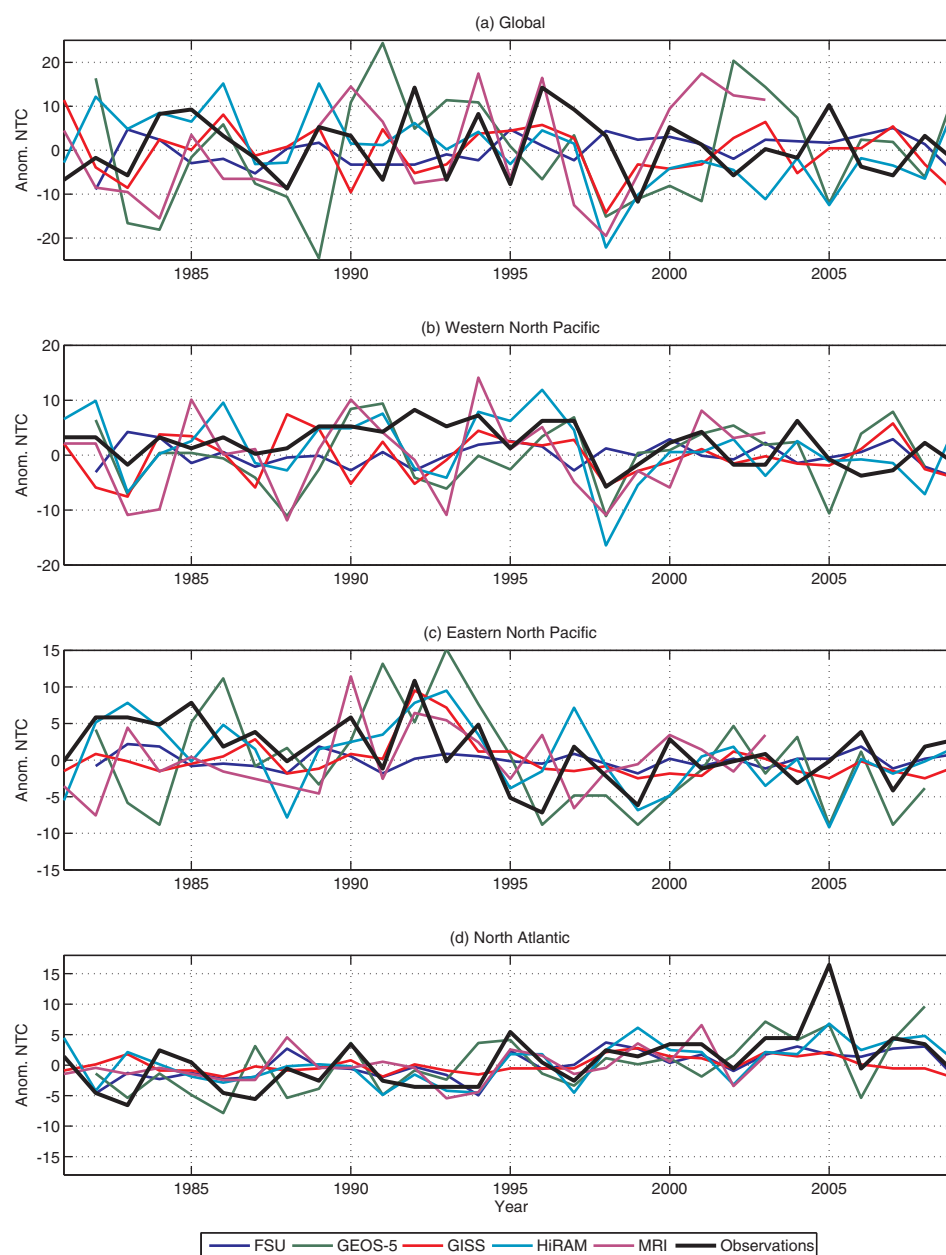 (a) Global
20
10
0
-10
-20
Anom. NTC
1985 1990 1995 2000 2005
(b) Western North Pacific
20
10
0
-10
-20
Anom. NTC
1985 1990 1995 2000 2005
(c) Eastern North Pacific
15
10
5
0
-5
-10
-15
Anom. NTC
1985 1990 1995 2000 2005
(d) North Atlantic
15
10
5
0
-5
-10
-15
Anom. NTC
1985 1990 1995 2000 2005
Year
FSU GEOS-5 GISS HiRAM MRI Observations